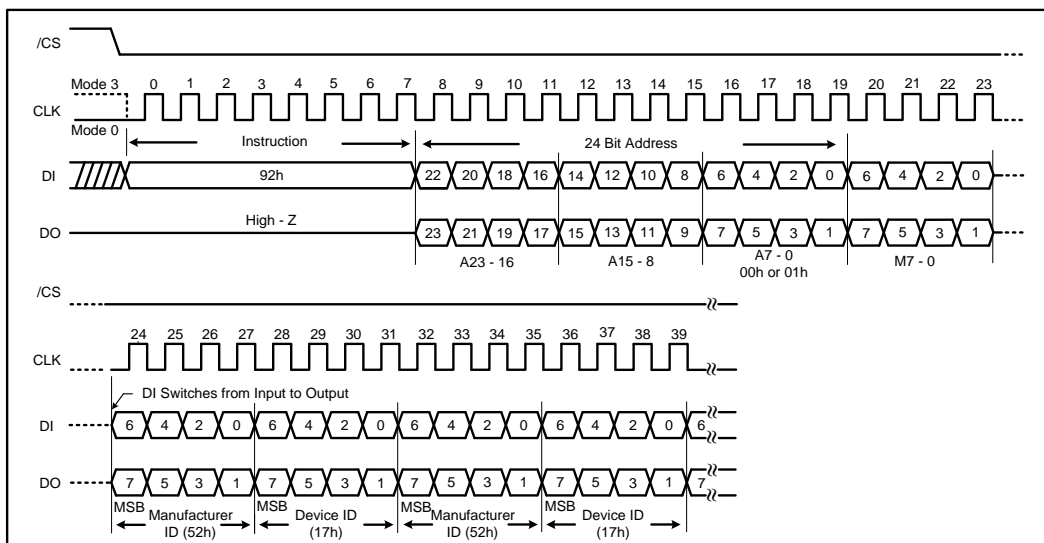 /CS
Mode 3 0 1 2 3 4 5 6 7 8 9 10 11 12 13 14 15 16 17 18 19 20 21 22 23
CLK
Mode 0
Instruction 24 Bit Address
DI 92h 22 20 18 16 14 12 10 8 6 4 2 0 6 4 2 0
High - Z
DO 23 21 19 17 15 13 11 9 7 5 3 1 7 5 3 1
A23 - 16 A15 - 8 A7 - 0 M7 - 0
00h or 01h
/CS
24 25 26 27 28 29 30 31 32 33 34 35 36 37 38 39
CLK
DI Switches from Input to Output
DI 6 4 2 0 6 4 2 0 6 4 2 0 6 4 2 0 6
DO 7 5 3 1 7 5 3 1 7 5 3 1 7 5 3 1 7
MSB MSB MSB MSB
Manufacturer Device ID Manufacturer Device ID
ID (52h) (17h) ID (52h) (17h)